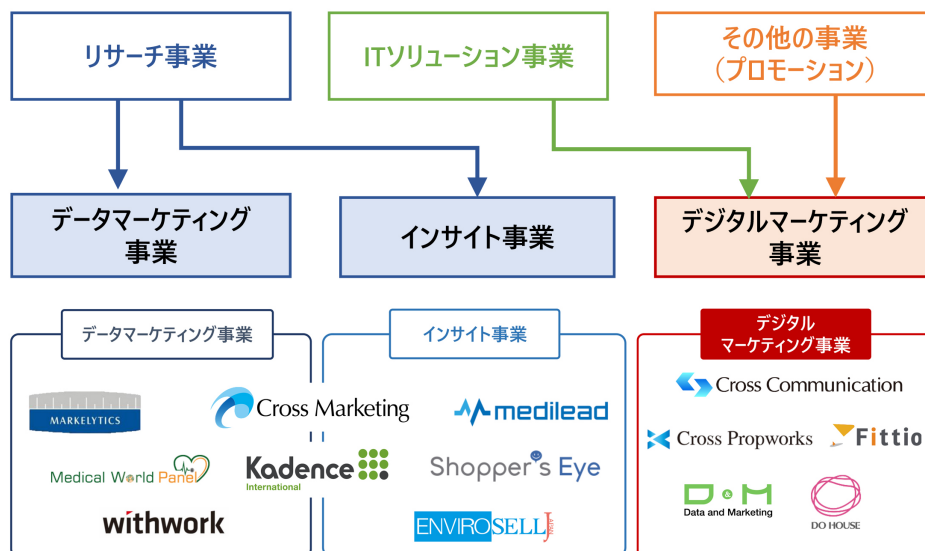 リサーチ事業
ITソリューション事業
その他の事業
（プロモーション）
データマーケティング
事業
インサイト事業
デジタルマーケティング
事業
データマーケティング事業
インサイト事業
デジタル
マーケティング事業
MARKELYTICS
Cross Marketing
medilead
Cross Communication
Medical World Panel
Kadence
International
Shopper's Eye
Cross Propworks
Fittio
withwork
ENVIROSELL JAPAN
D & M
Data and Marketing
DO HOUSE